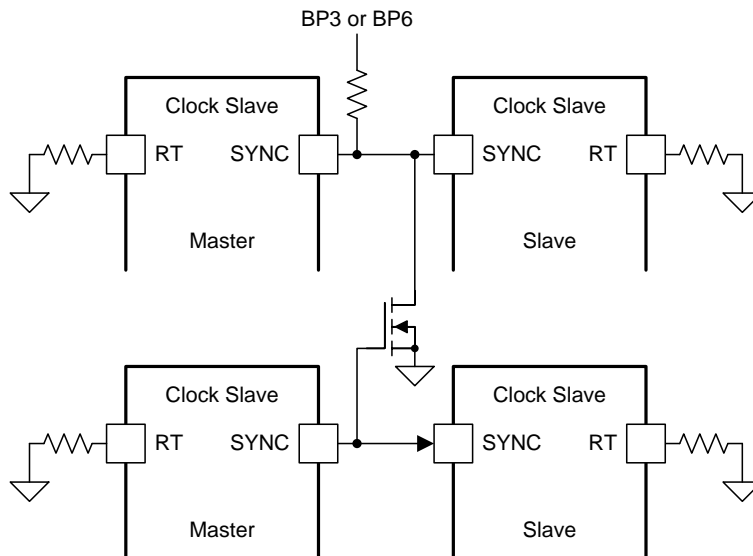 BP3 or BP6
Clock Slave
Clock Slave
RT
SYNC
SYNC
RT
Master
Slave
Clock Slave
Clock Slave
RT
SYNC
SYNC
RT
Master
Slave